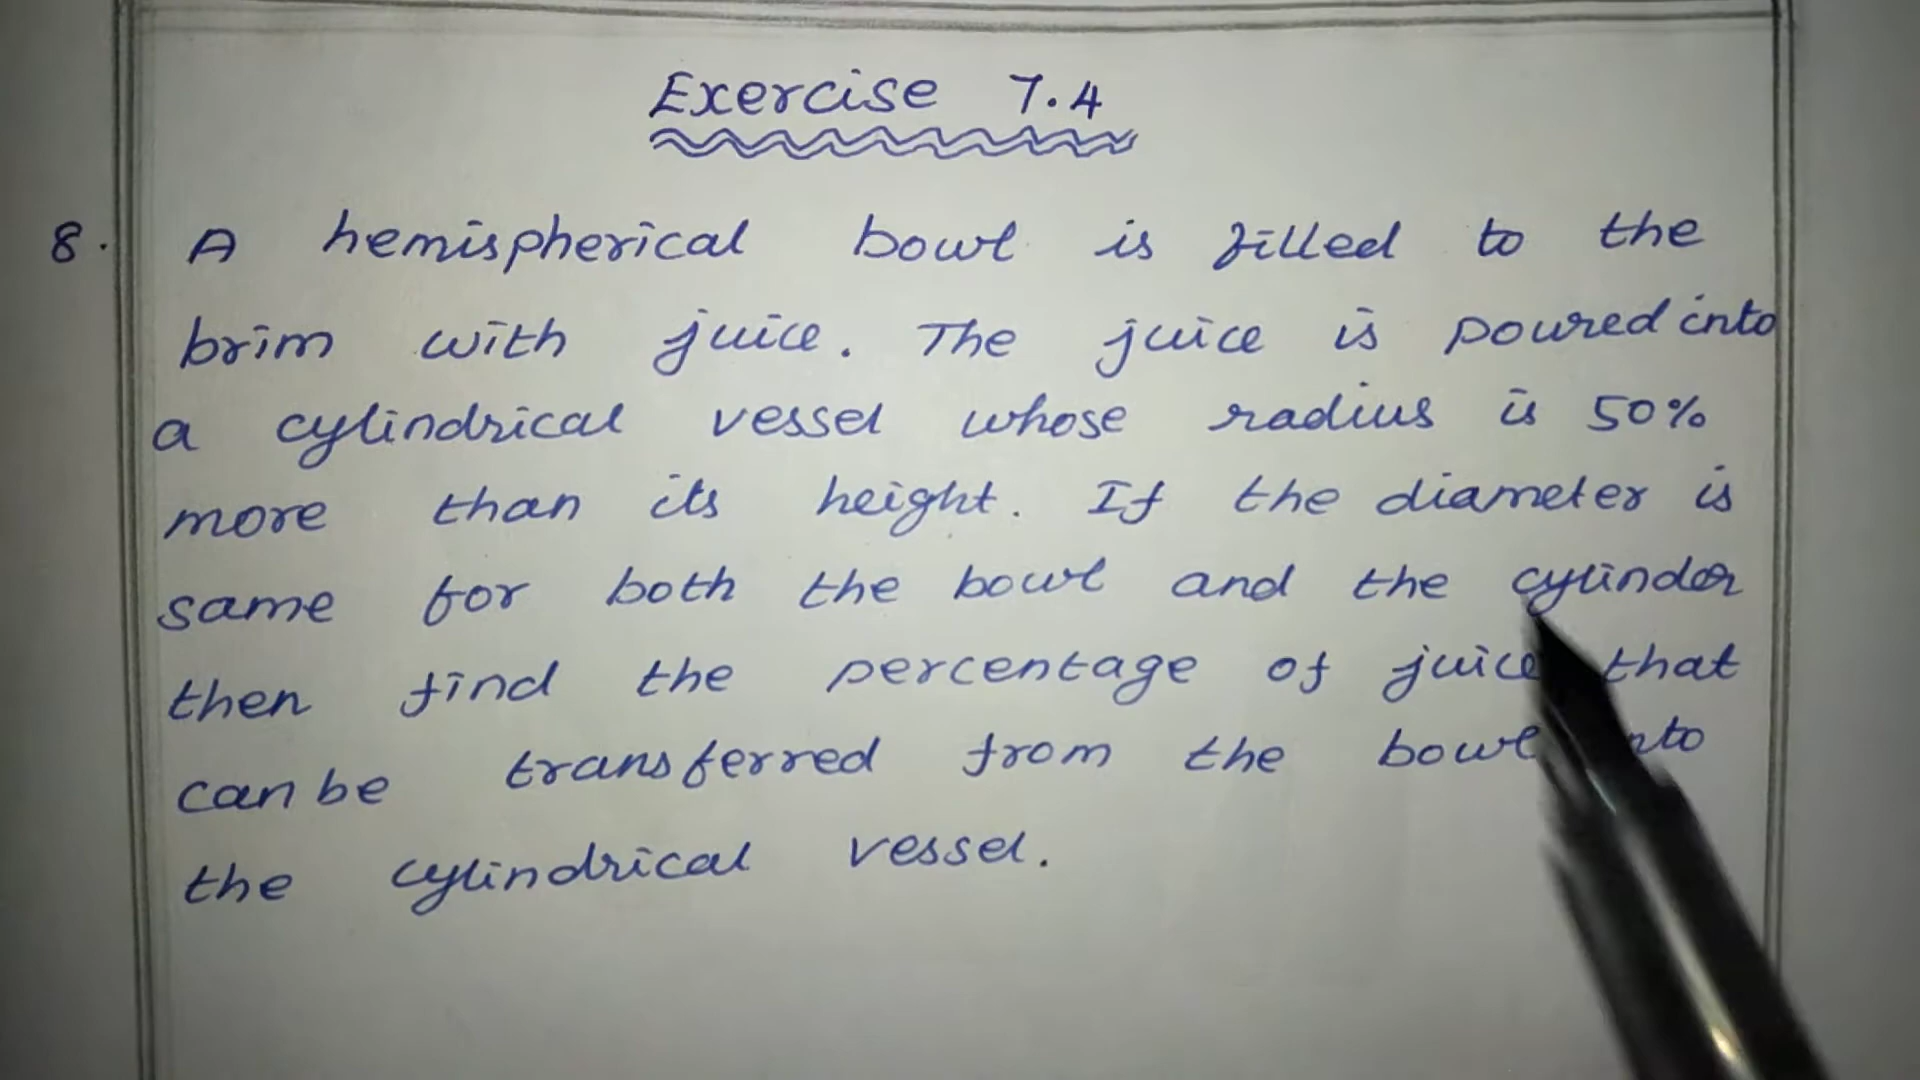 Exercise 7.4
8. A hemispherical bowl is filled to the
brim with juice. The juice is poured into
a cylindrical vessel whose radius is 50%
more than its height. If the diameter is
same for both the bowl and the cylinder
then find the percentage of juice that
can be transferred from the bowl
the cylindrical vessel.